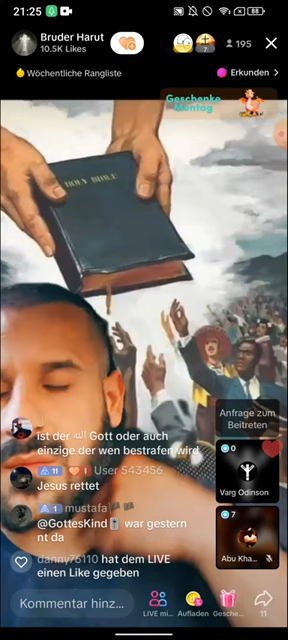 21:25
88
Bruder Harut
10.5K Likes
195
Wöchentliche Rangliste
Erkunden >
Geschenke
Montag
HOLY BIBLE
ist der الله Gott oder auch
einzige der wen bestrafen wird
11 1 User 543456
Jesus rettet
1 mustafa
@GottesKind war gestern
nt da
danny76110 hat dem LIVE
einen Like gegeben
Anfrage zum
Beitreten
0
Varg Odinson
7
Abu Kha...
Kommentar hinz...
LIVE mi...
Aufladen
Gesche...
11